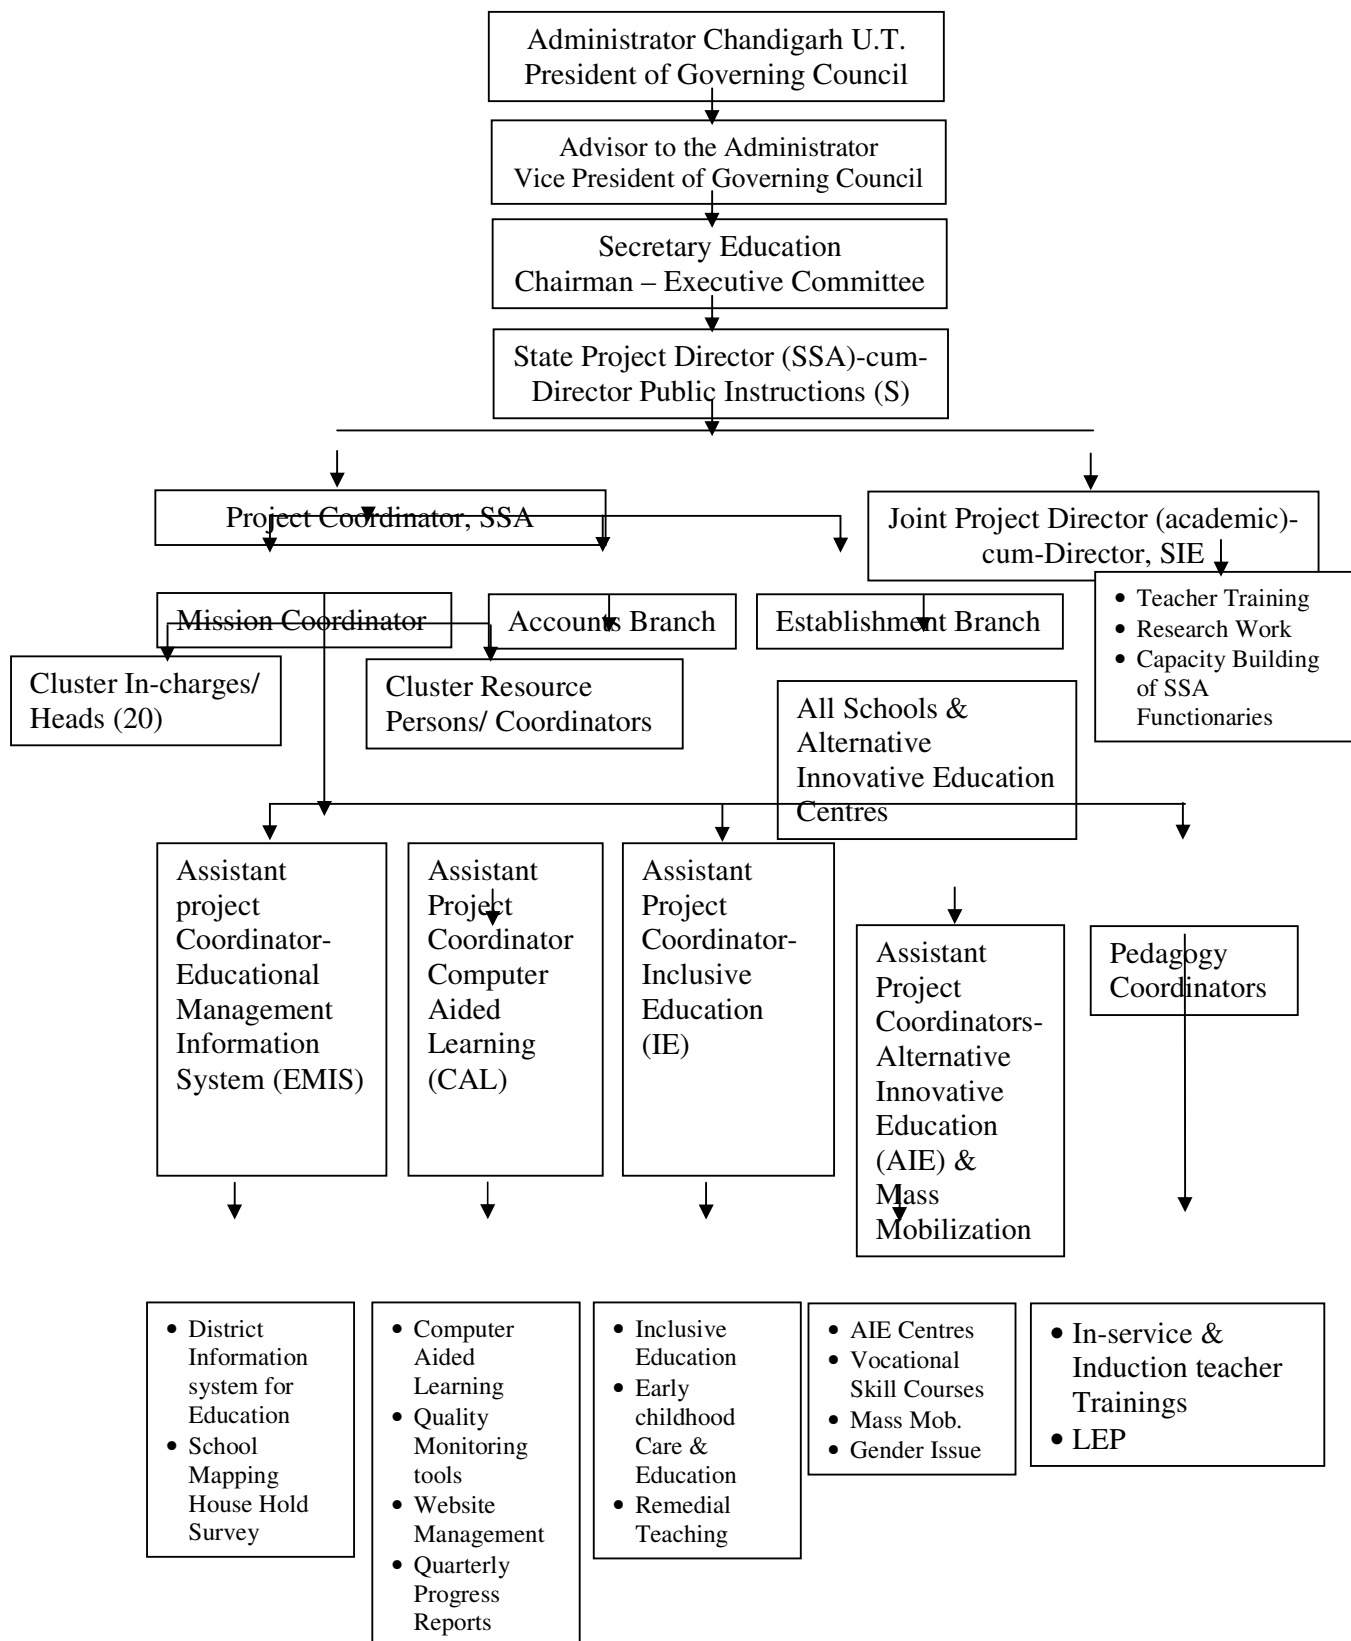 Administrator Chandigarh U.T.
President of Governing Council
Advisor to the Administrator
Vice President of Governing Council
Secretary Education
Chairman – Executive Committee
State Project Director (SSA)-cum-
Director Public Instructions (S)
Project Coordinator, SSA
Joint Project Director (academic)-
cum-Director, SIE
• Teacher Training
• Research Work
• Capacity Building
of SSA
Functionaries
Mission Coordinator
Accounts Branch
Establishment Branch
Cluster In-charges/
Heads (20)
Cluster Resource
Persons/ Coordinators
All Schools &
Alternative
Innovative Education
Centres
Assistant
project
Coordinator-
Educational
Management
Information
System (EMIS)
Assistant
Project
Coordinator
Computer
Aided
Learning
(CAL)
Assistant
Project
Coordinator-
Inclusive
Education
(IE)
Assistant
Project
Coordinators-
Alternative
Innovative
Education
(AIE) &
Mass
Mobilization
Pedagogy
Coordinators
• District
Information
system for
Education
• School
Mapping
House Hold
Survey
• Computer
Aided
Learning
• Quality
Monitoring
tools
• Website
Management
• Quarterly
Progress
Reports
• Inclusive
Education
• Early
childhood
Care &
Education
• Remedial
Teaching
• AIE Centres
• Vocational
Skill Courses
• Mass Mob.
• Gender Issue
• In-service &
Induction teacher
Trainings
• LEP